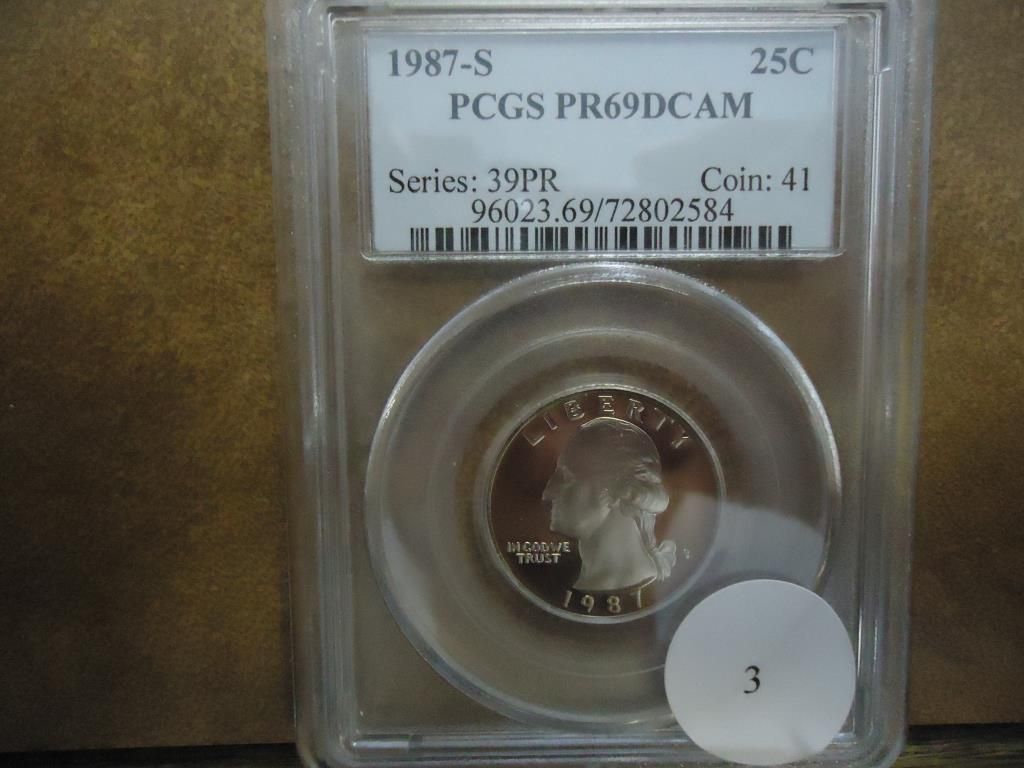 1987-S 25C
PCGS PR69DCAM
Series: 39PR Coin: 41
96023.69/72802584
LIBERTY
IN GOD WE
TRUST
S
1987
3